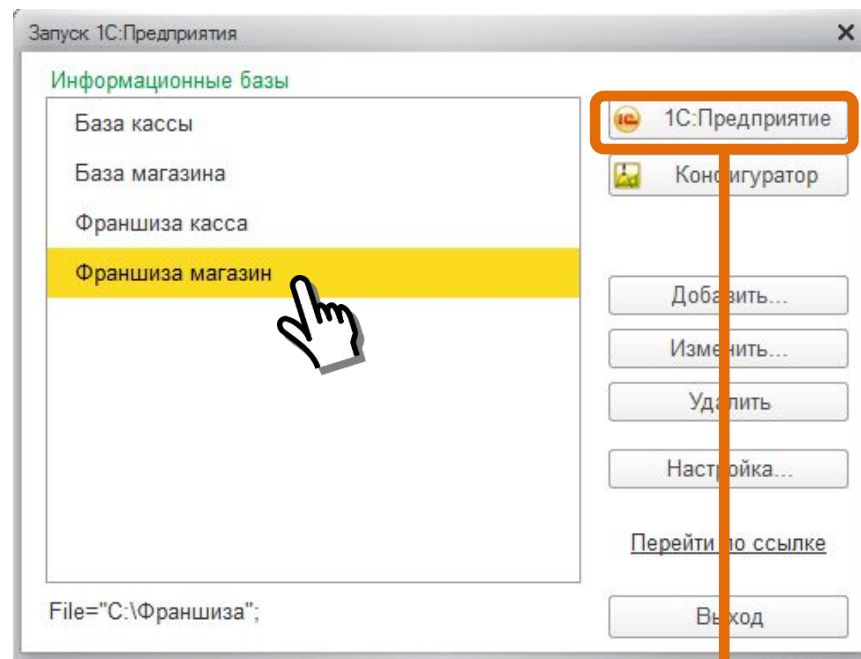 Запуск 1С:Предприятия
Информационные базы
База кассы
База магазина
Франшиза касса
Франшиза магазин
File="C:\Франшиза";
1С:Предприятие
Конфигуратор
Добавить...
Изменить...
Удалить
Настройка...
Перейти по ссылке
Выход